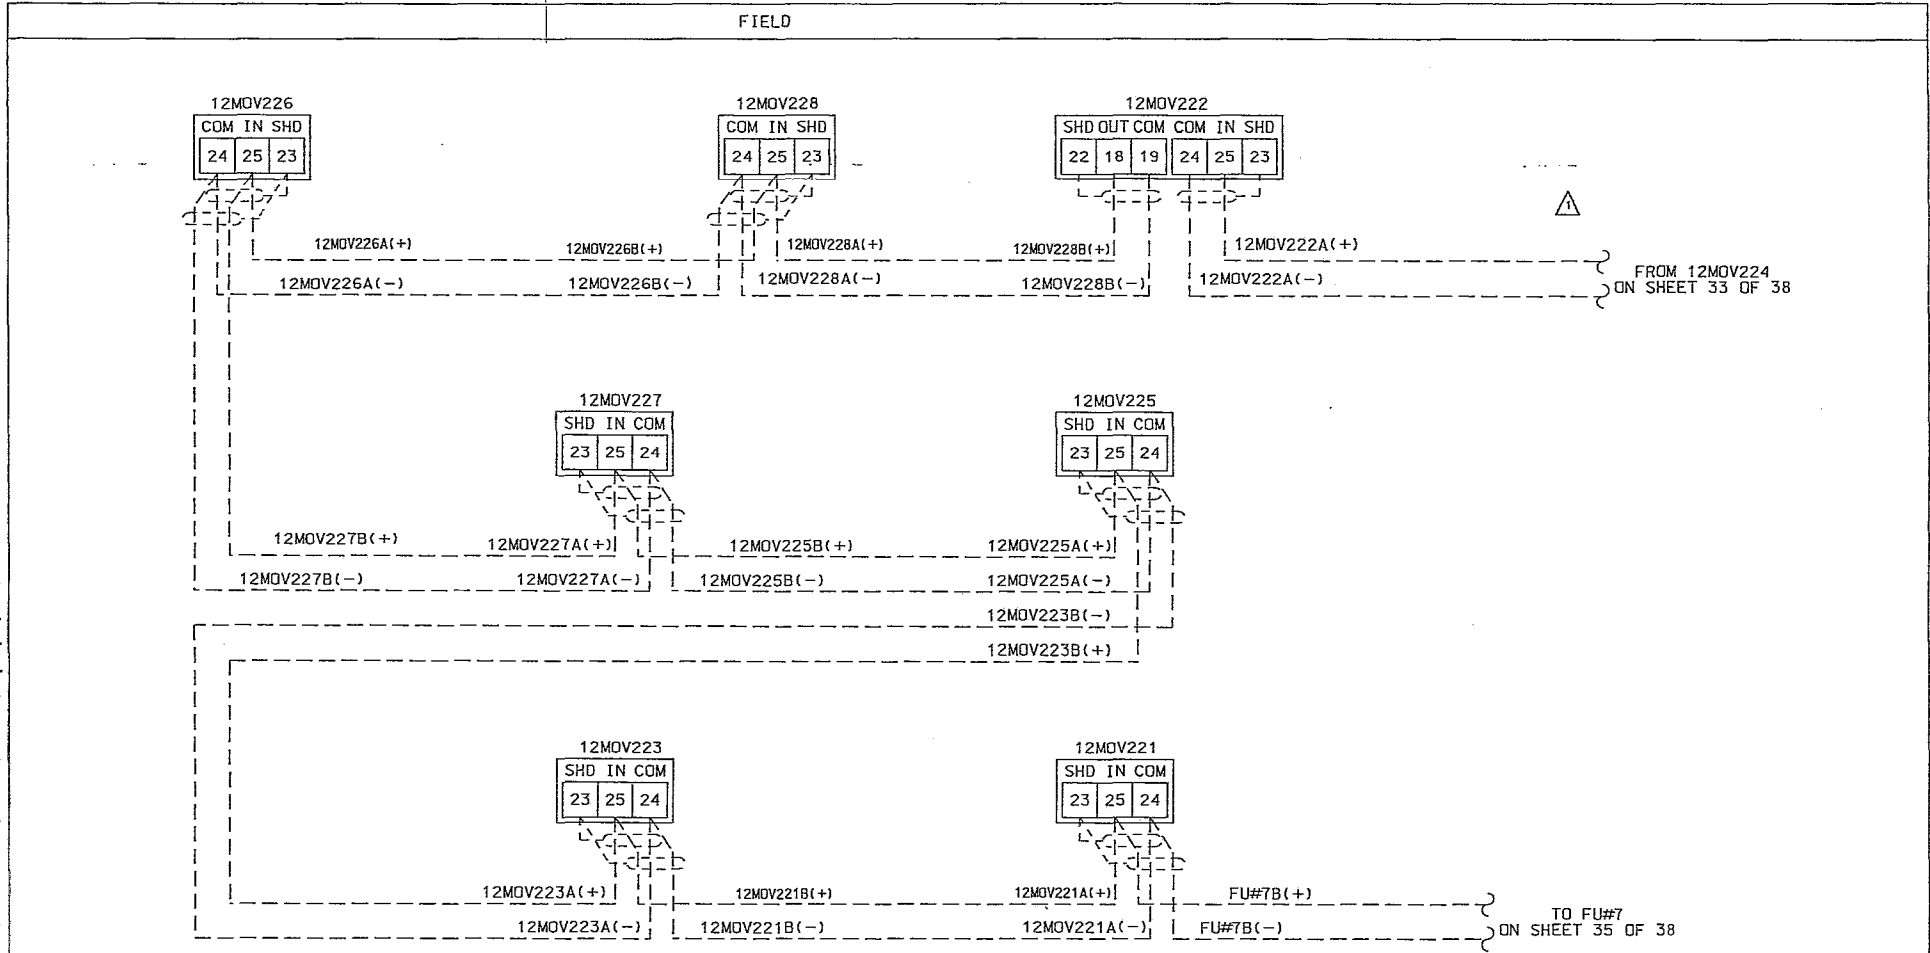 FIELD
12MOV226
COM IN SHD
24 25 23
12MOV228
COM IN SHD
24 25 23
12MOV222
SHD OUT COM COM IN SHD
22 18 19 24 25 23
1
12MOV226A(+)
12MOV226B(+)
12MOV228A(+)
12MOV228B(+)
12MOV222A(+)
12MOV226A(-)
12MOV226B(-)
12MOV228A(-)
12MOV228B(-)
12MOV222A(-)
FROM 12MOV224
ON SHEET 33 OF 38
12MOV227
SHD IN COM
23 25 24
12MOV225
SHD IN COM
23 25 24
12MOV227B(+)
12MOV227A(+)
12MOV225B(+)
12MOV225A(+)
12MOV227B(-)
12MOV227A(-)
12MOV225B(-)
12MOV225A(-)
12MOV223B(-)
12MOV223B(+)
12MOV223
SHD IN COM
23 25 24
12MOV221
SHD IN COM
23 25 24
12MOV223A(+)
12MOV221B(+)
12MOV221A(+)
FU#7B(+)
12MOV223A(-)
12MOV221B(-)
12MOV221A(-)
FU#7B(-)
TO FU#7
ON SHEET 35 OF 38